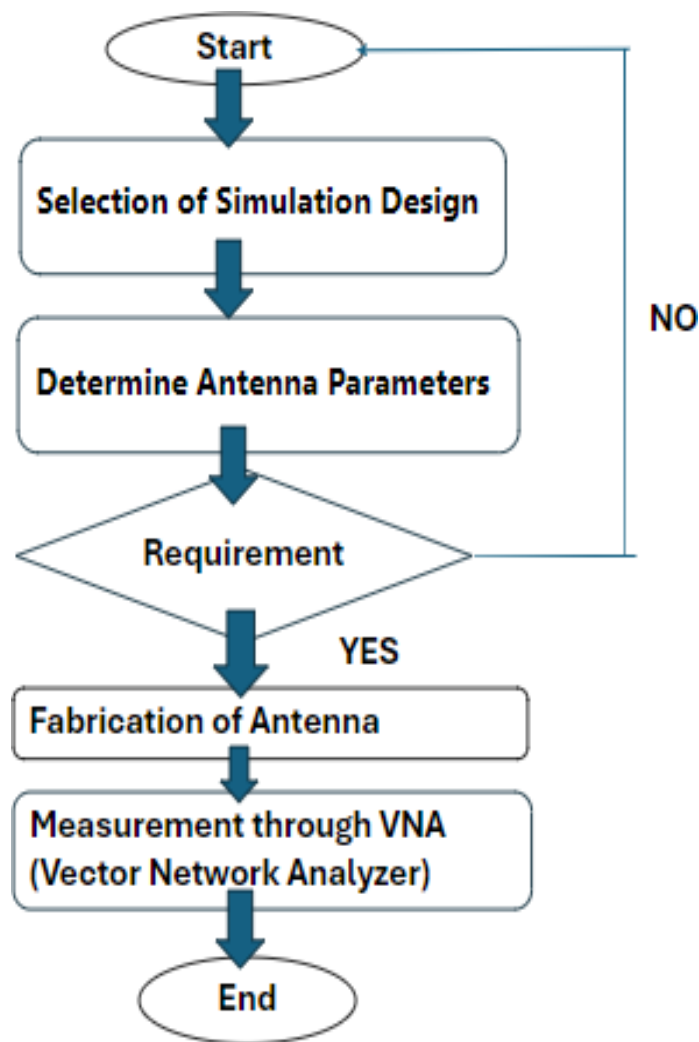 Start
Selection of Simulation Design
NO
Determine Antenna Parameters
Requirement
YES
Fabrication of Antenna
Measurement through VNA
(Vector Network Analyzer)
End